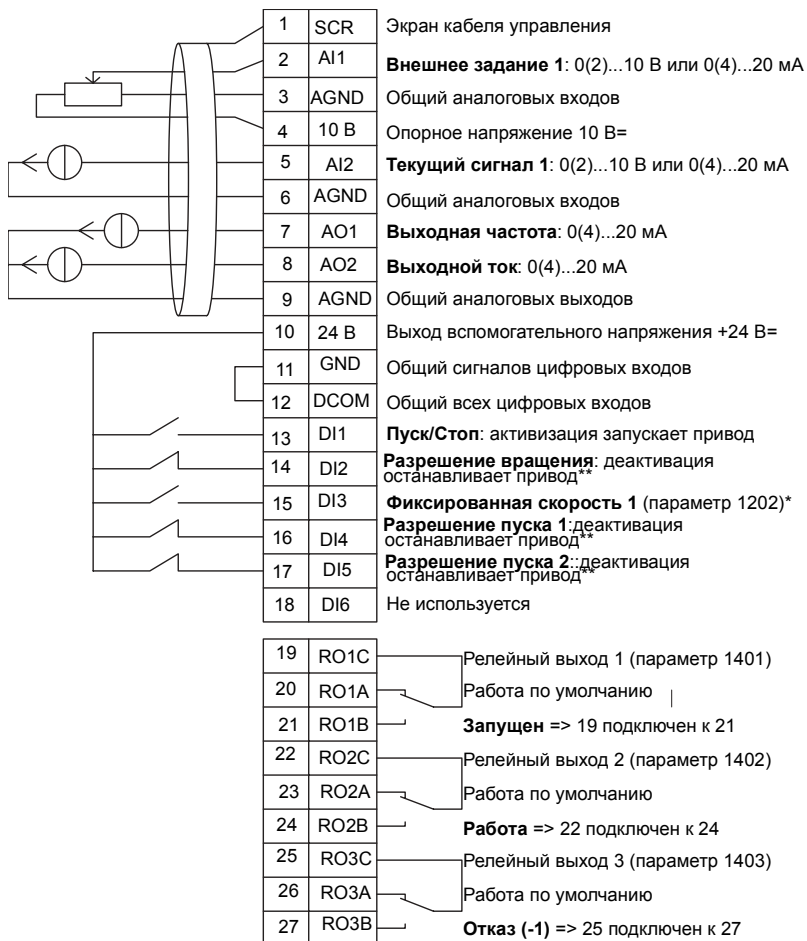 1 SCR Экран кабеля управления
2 AI1 Внешнее задание 1: 0(2)...10 В или 0(4)...20 мА
3 AGND Общий аналоговых входов
4 10 В Опорное напряжение 10 В=
5 AI2 Текущий сигнал 1: 0(2)...10 В или 0(4)...20 мА
6 AGND Общий аналоговых входов
7 AO1 Выходная частота: 0(4)...20 мА
8 AO2 Выходной ток: 0(4)...20 мА
9 AGND Общий аналоговых выходов
10 24 В Выход вспомогательного напряжения +24 В=
11 GND Общий сигналов цифровых входов
12 DCOM Общий всех цифровых входов
13 DI1 Пуск/Стоп: активизация запускает привод
14 DI2 Разрешение вращения: деактивация
останавливает привод**
15 DI3 Фиксированная скорость 1 (параметр 1202)*
16 DI4 Разрешение пуска 1:деактивация
останавливает привод**
17 DI5 Разрешение пуска 2::деактивация
останавливает привод**
18 DI6 Не используется
19 RO1C Релейный выход 1 (параметр 1401)
20 RO1A Работа по умолчанию
21 RO1B Запущен => 19 подключен к 21
22 RO2C Релейный выход 2 (параметр 1402)
23 RO2A Работа по умолчанию
24 RO2B Работа => 22 подключен к 24
25 RO3C Релейный выход 3 (параметр 1403)
26 RO3A Работа по умолчанию
27 RO3B Отказ (-1) => 25 подключен к 27